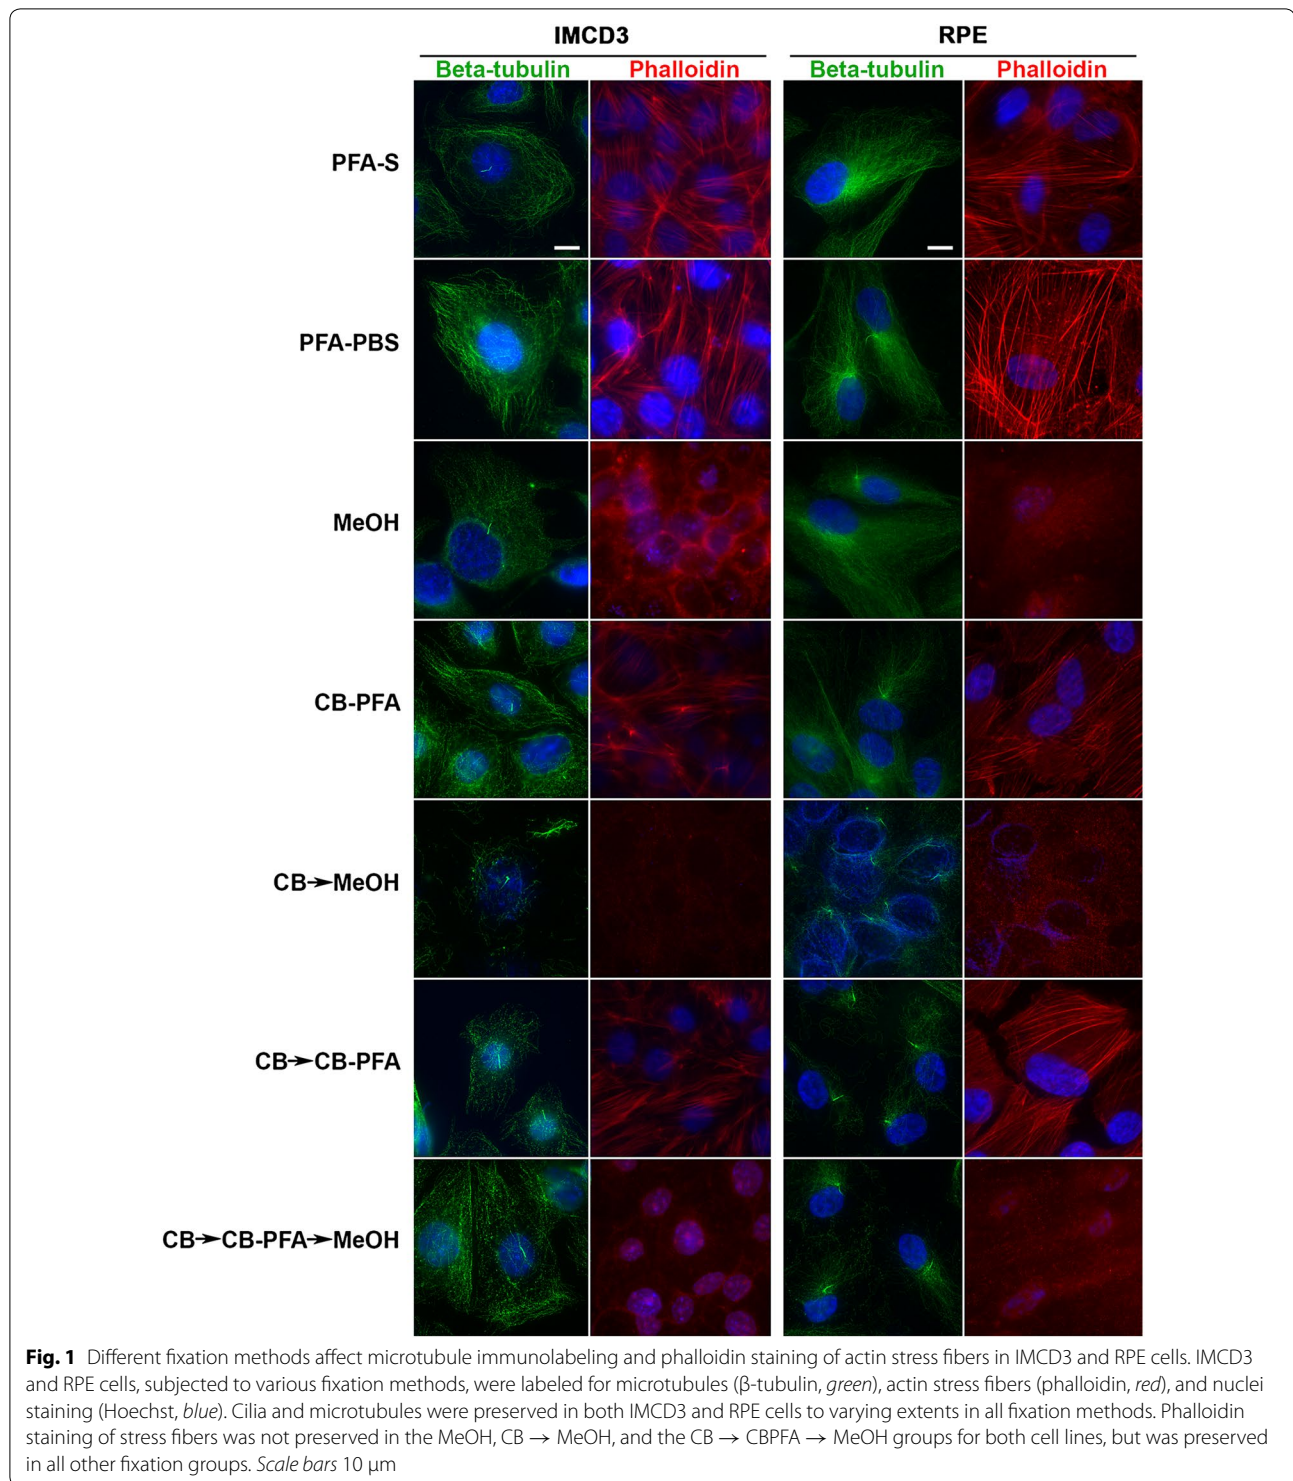 IMCD3 RPE
Beta-tubulin Phalloidin Beta-tubulin Phalloidin
PFA-S
PFA-PBS
MeOH
CB-PFA
CB→MeOH
CB→CB-PFA
CB→CB-PFA→MeOH
Fig. 1 Different fixation methods affect microtubule immunolabeling and phalloidin staining of actin stress fibers in IMCD3 and RPE cells. IMCD3
and RPE cells, subjected to various fixation methods, were labeled for microtubules (β-tubulin, green), actin stress fibers (phalloidin, red), and nuclei
staining (Hoechst, blue). Cilia and microtubules were preserved in both IMCD3 and RPE cells to varying extents in all fixation methods. Phalloidin
staining of stress fibers was not preserved in the MeOH, CB → MeOH, and the CB → CBPFA → MeOH groups for both cell lines, but was preserved
in all other fixation groups. Scale bars 10 μm